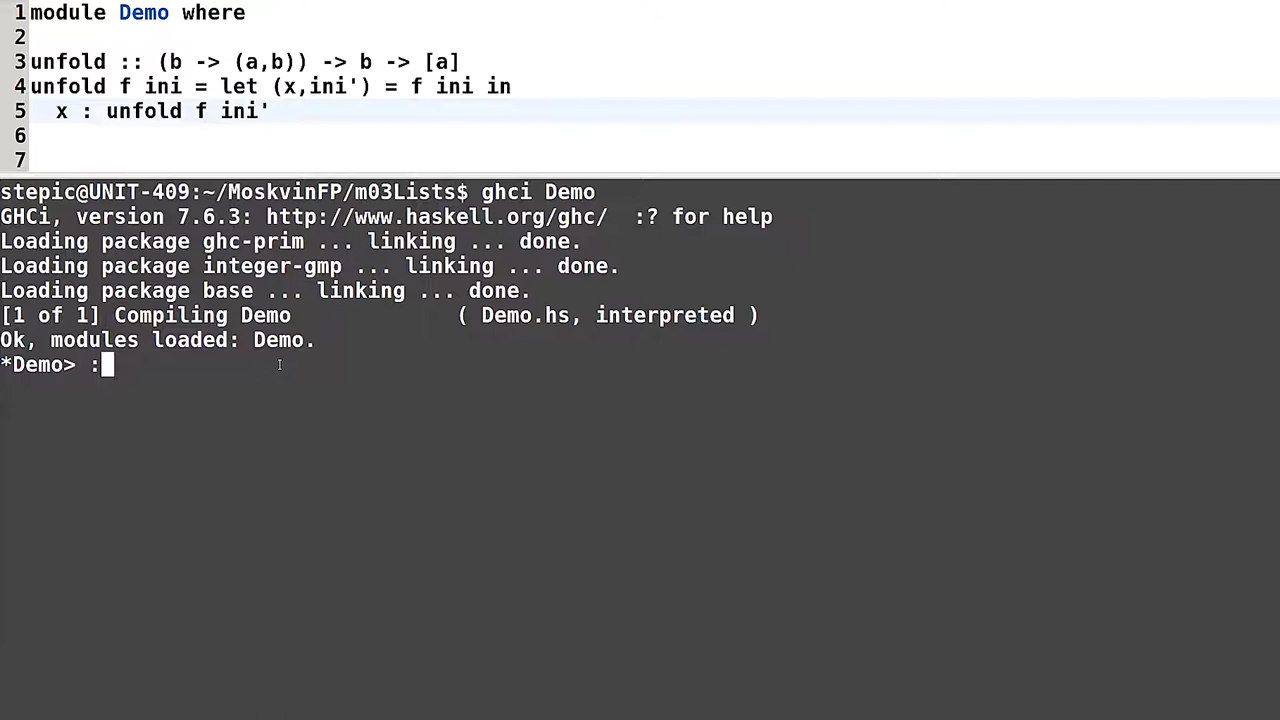 1 module Demo where
2
3 unfold :: (b -> (a,b)) -> b -> [a]
4 unfold f ini = let (x,ini') = f ini in
5   x : unfold f ini'
6
7
stepic@UNIT-409:~/MoskvinFP/m03Lists$ ghci Demo
GHCi, version 7.6.3: http://www.haskell.org/ghc/  :? for help
Loading package ghc-prim ... linking ... done.
Loading package integer-gmp ... linking ... done.
Loading package base ... linking ... done.
[1 of 1] Compiling Demo             ( Demo.hs, interpreted )
Ok, modules loaded: Demo.
*Demo> :